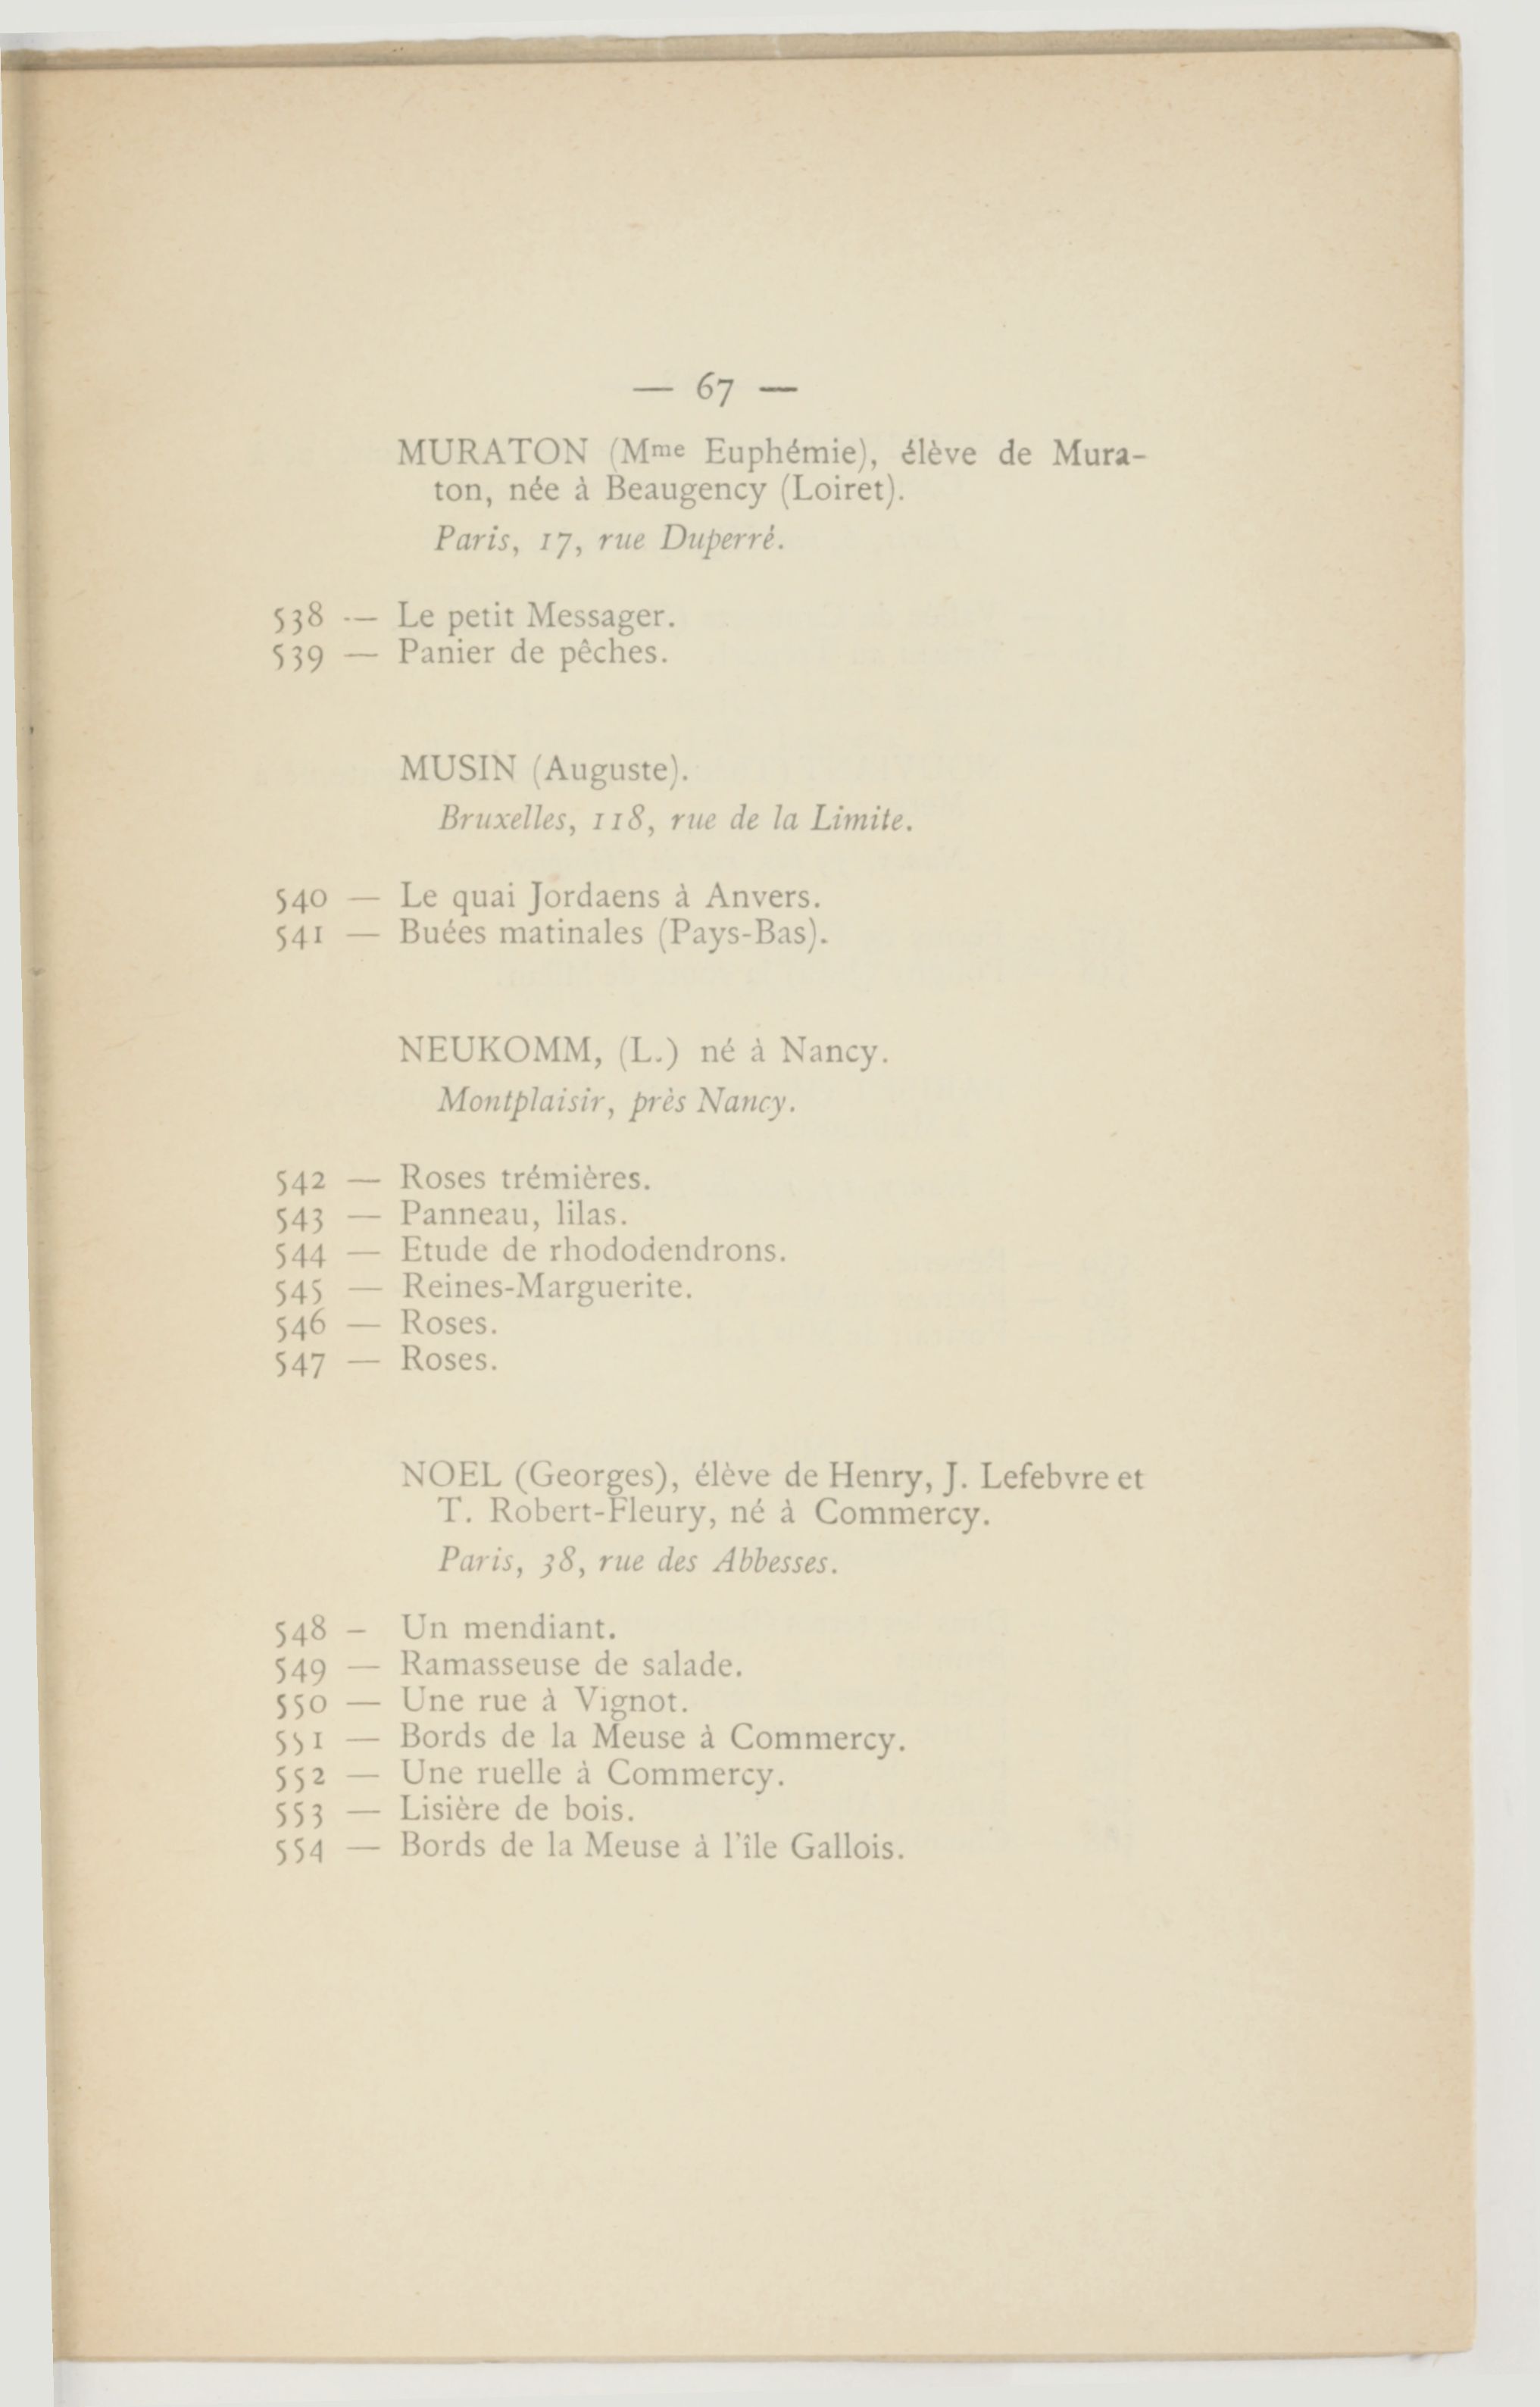 — 67 —
MURATON (Mme Euphémie), élève de Mura-
ton, née à Beaugency (Loiret).
Paris, 17, rue Duperré.
538 — Le petit Messager.
539 — Panier de pêches.
MUSIN (Auguste).
Bruxelles, 118, rue de la Limite.
540 — Le quai Jordaens à Anvers.
541 — Buées matinales (Pays-Bas).
NEUKOMM, (L.) né à Nancy.
Montplaisir, près Nancy.
542 — Roses trémières.
543 — Panneau, lilas.
544 — Etude de rhododendrons.
545 — Reines-Marguerite.
546 — Roses.
547 — Roses.
NOEL (Georges), élève de Henry, J. Lefebvre et
T. Robert-Fleury, né à Commercy.
Paris, 38, rue des Abbesses.
548 – Un mendiant.
549 — Ramasseuse de salade.
550 — Une rue à Vignot.
551 — Bords de la Meuse à Commercy.
552 — Une ruelle à Commercy.
553 — Lisière de bois.
554 — Bords de la Meuse à l'île Gallois.